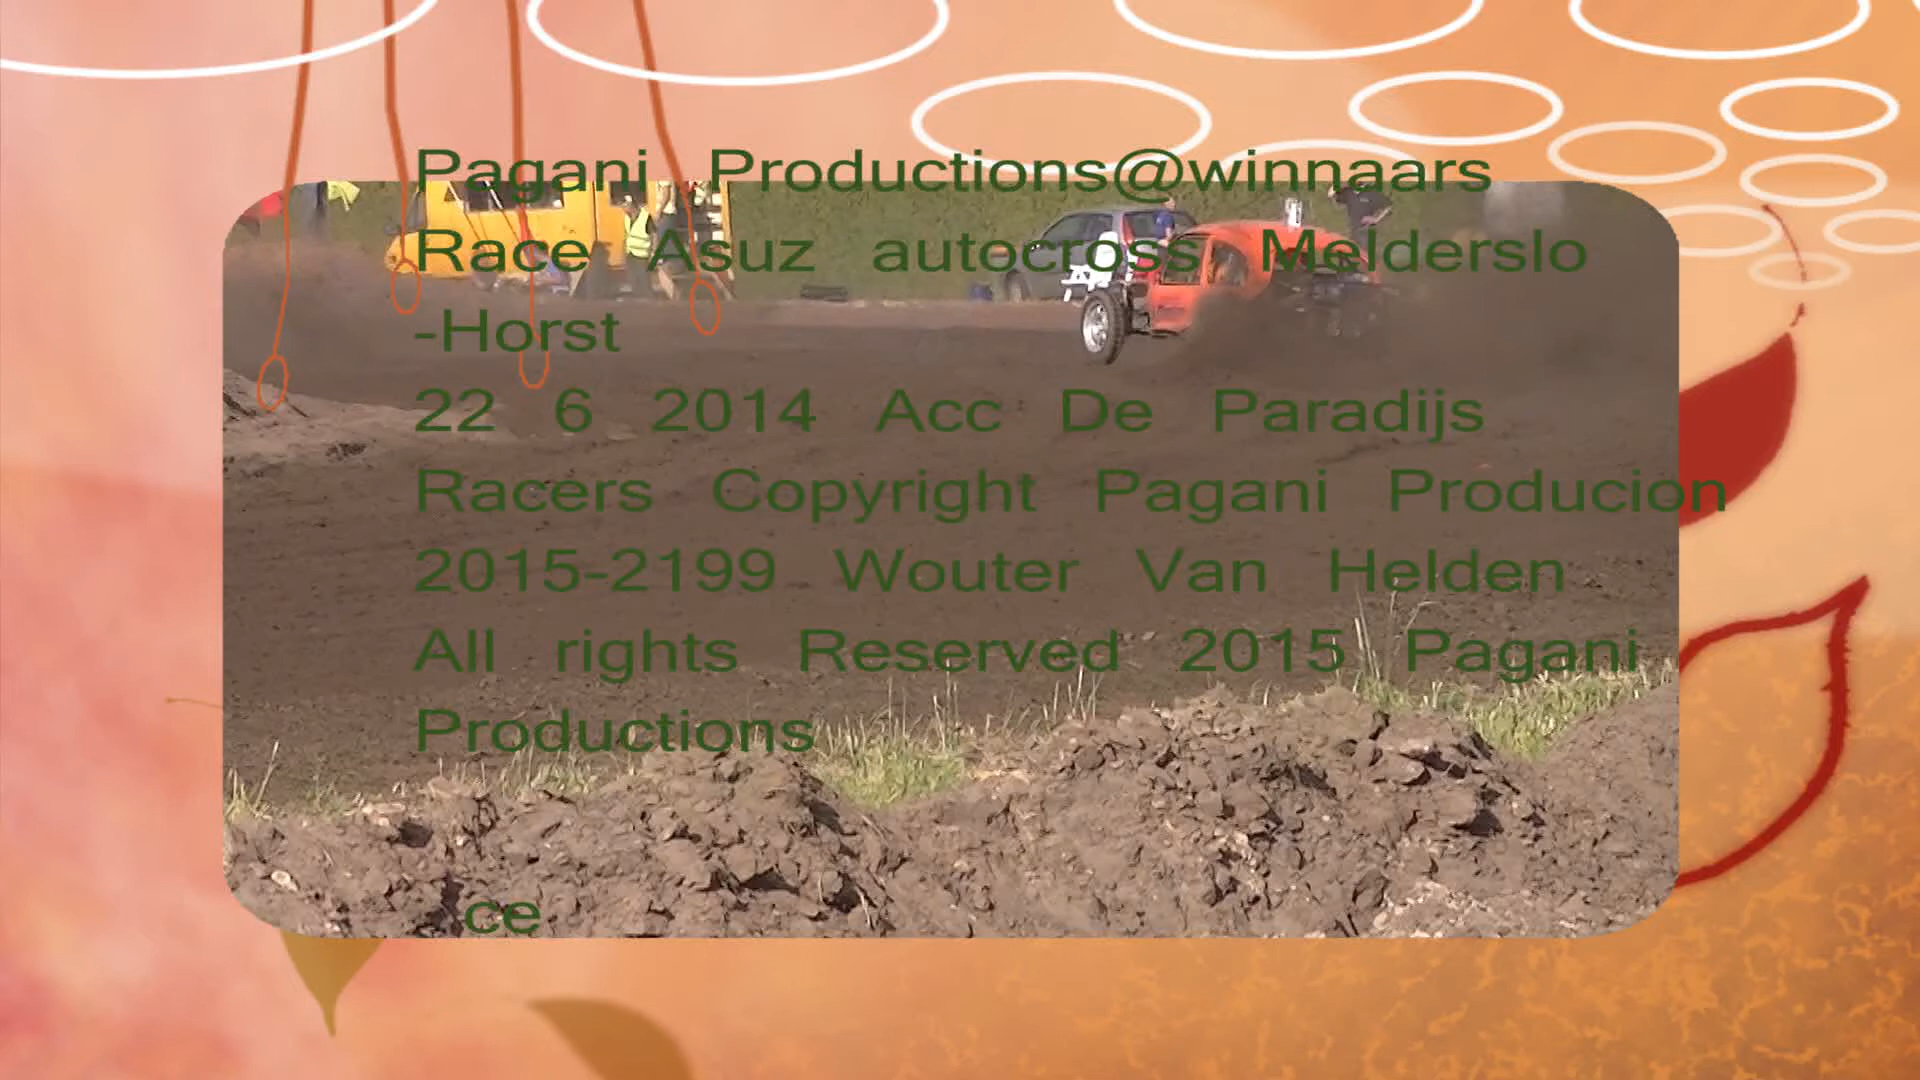 Pagani Productions@winnaars
Race Asuz autocross Melderslo
-Horst
22 6 2014 Acc De Paradijs
Racers Copyright Pagani Producion
2015-2199 Wouter Van Helden
All rights Reserved 2015 Pagani
Productions
ce